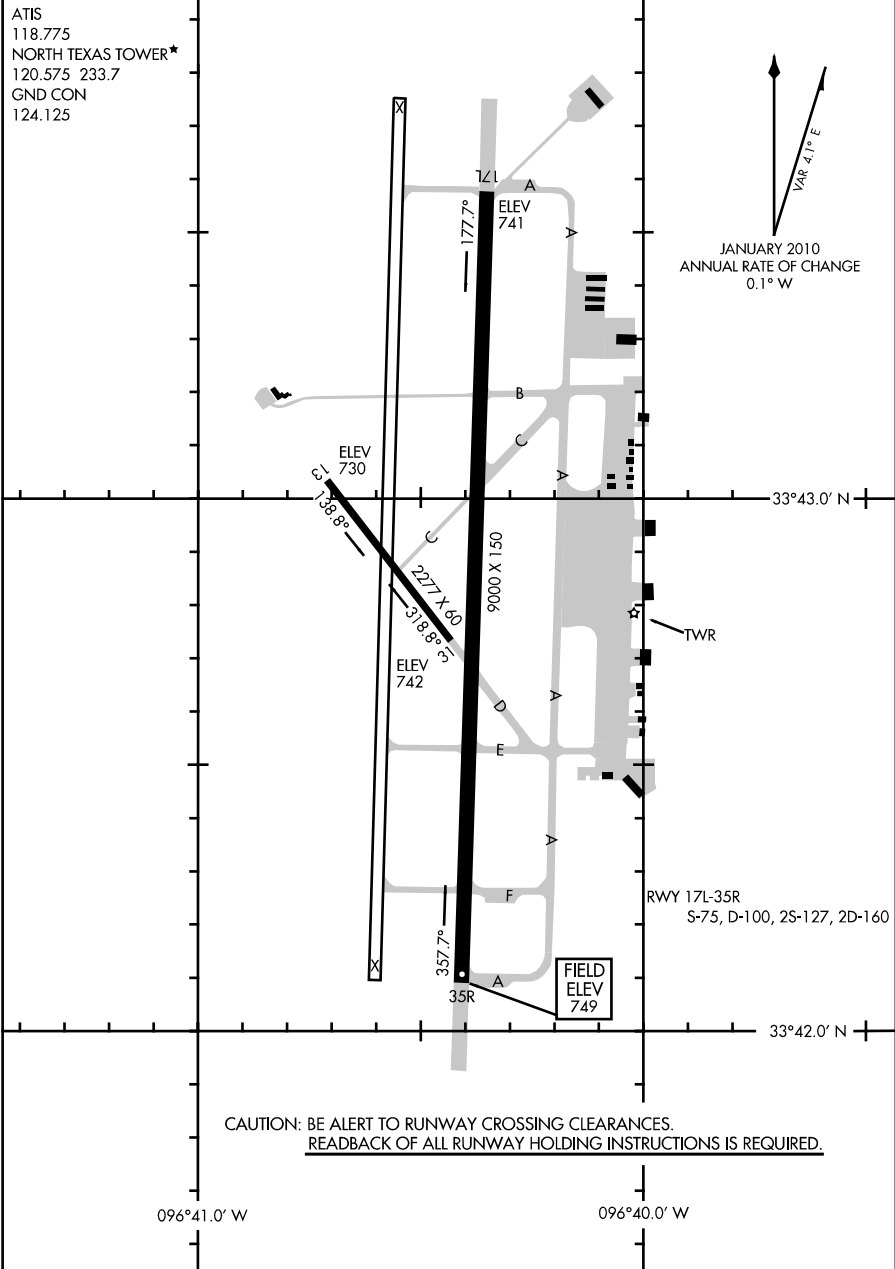 ATIS
118.775
NORTH TEXAS TOWER★
120.575 233.7
GND CON
124.125
VAR 4.1° E
JANUARY 2010
ANNUAL RATE OF CHANGE
0.1° W
X
17L
A
ELEV
741
177.7°
A
B
C
A
ELEV
730
13
138.8°
33°43.0' N
C
9000 X 150
2277 X 60
318.8°
31
TWR
ELEV
742
A
D
E
A
F
RWY 17L-35R
S-75, D-100, 2S-127, 2D-160
357.7°
X
A
35R
FIELD
ELEV
749
33°42.0' N
CAUTION: BE ALERT TO RUNWAY CROSSING CLEARANCES.
READBACK OF ALL RUNWAY HOLDING INSTRUCTIONS IS REQUIRED.
096°41.0' W
096°40.0' W